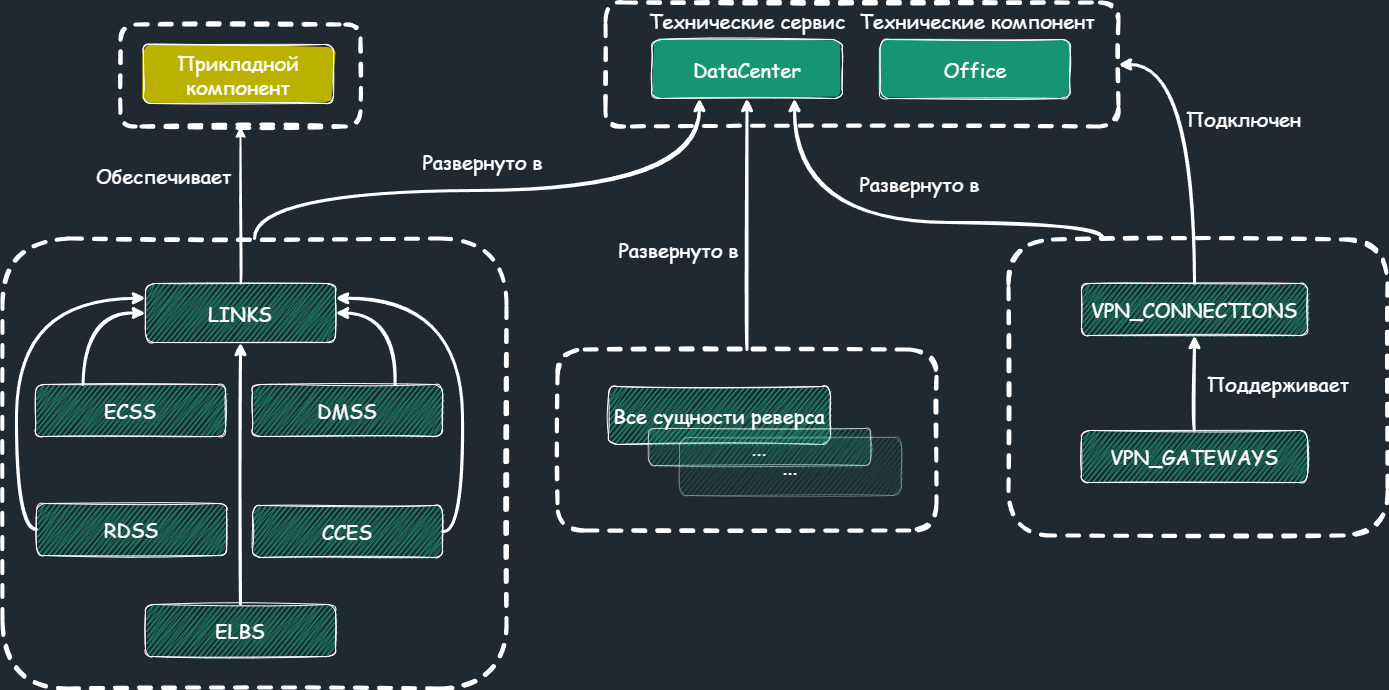 Технические сервис
Технические компонент
Прикладной
компонент
DataCenter
Office
Подключен
Обеспечивает
Развернуто в
Развернуто в
Развернуто в
LINKS
VPN_CONNECTIONS
ECSS
DMSS
Поддерживает
Все сущности реверса
...
...
VPN_GATEWAYS
RDSS
CCES
ELBS